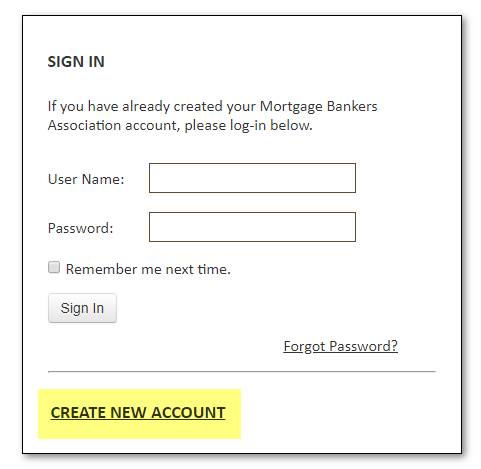 SIGN IN
If you have already created your Mortgage Bankers
Association account, please log-in below.
User Name:
Password:
Remember me next time.
Sign In
Forgot Password?
CREATE NEW ACCOUNT